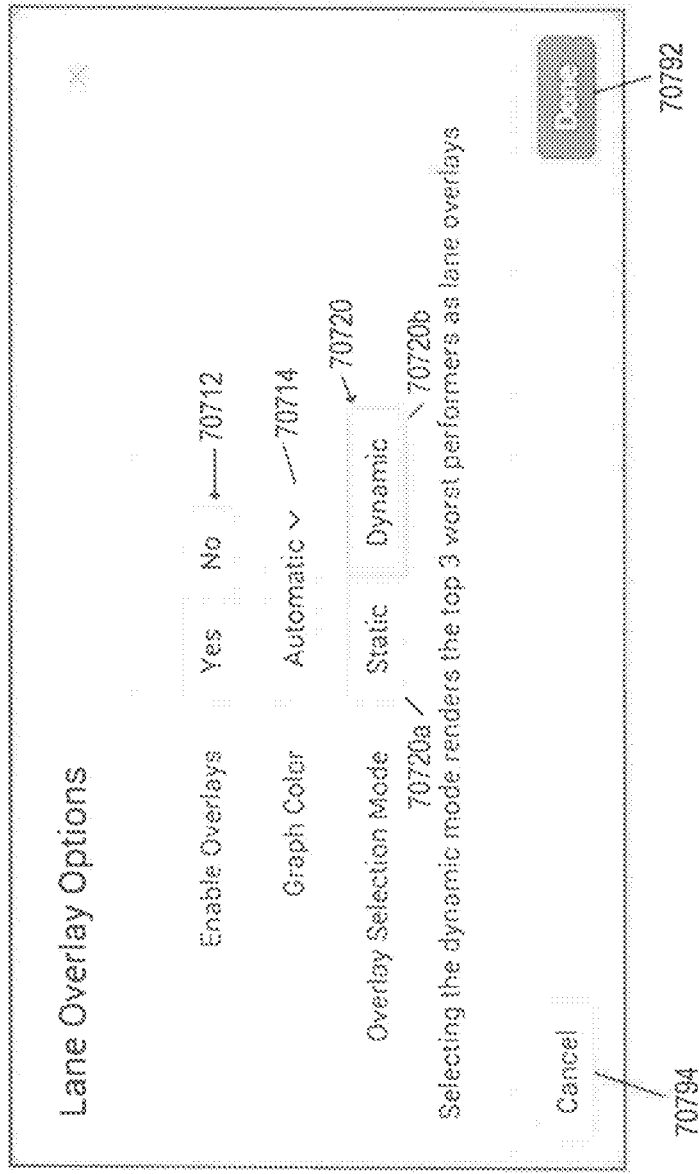 Lane Overlay Options
Enable Overlays Yes No 70712
Graph Color Automatic 70714
Overlay Selection Mode Static Dynamic 70720
70720a 70720b
Selecting the dynamic mode renders the top 3 worst performers as lane overlays
Cancel Done
70794 70792